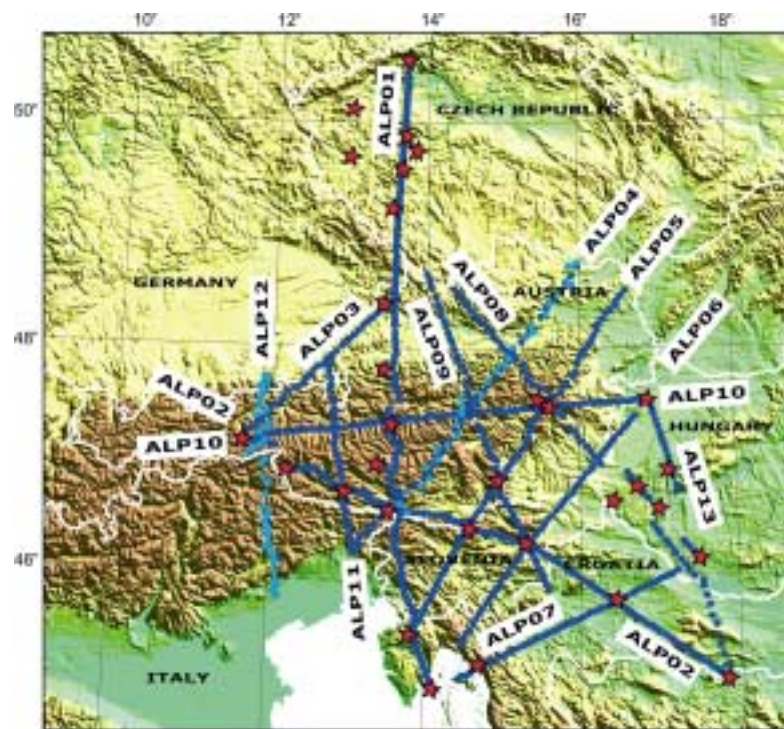 10° 12° 14° 16° 18°
50°
ALP01
CZECH REPUBLIC
ALP04
ALP05
GERMANY
ALP12
ALP03
ALP08
AUSTRIA
ALP09
ALP06
48°
ALP02
ALP10
ALP10
HUNGARY
ALP13
46°
ALP11
SLOVENIA
CROATIA
ALP07
ALP02
ITALY